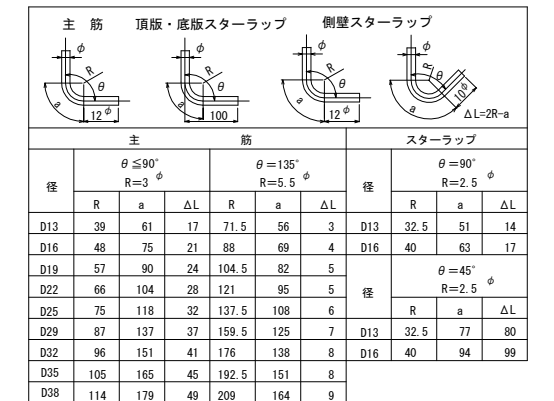 主 筋 頂版・底版スターラップ 側壁スターラップ
φ φ φ φ
R R R R
θ θ θ θ
a a a a
12φ 100 12φ 10φ
ΔL=2R-a
主 筋 スターラップ
径 θ≦90° R=3φ θ=135° R=5.5φ 径 θ=90° R=2.5φ
R a ΔL R a ΔL R a ΔL
D13 39 61 17 71.5 56 3 D13 32.5 51 14
D16 48 75 21 88 69 4 D16 40 63 17
D19 57 90 24 104.5 82 5 径 θ=45° R=2.5φ
D22 66 104 28 121 95 5
D25 75 118 32 137.5 108 6 R a ΔL
D29 87 137 37 159.5 125 7 D13 32.5 77 80
D32 96 151 41 176 138 8 D16 40 94 99
D35 105 165 45 192.5 151 8
D38 114 179 49 209 164 9